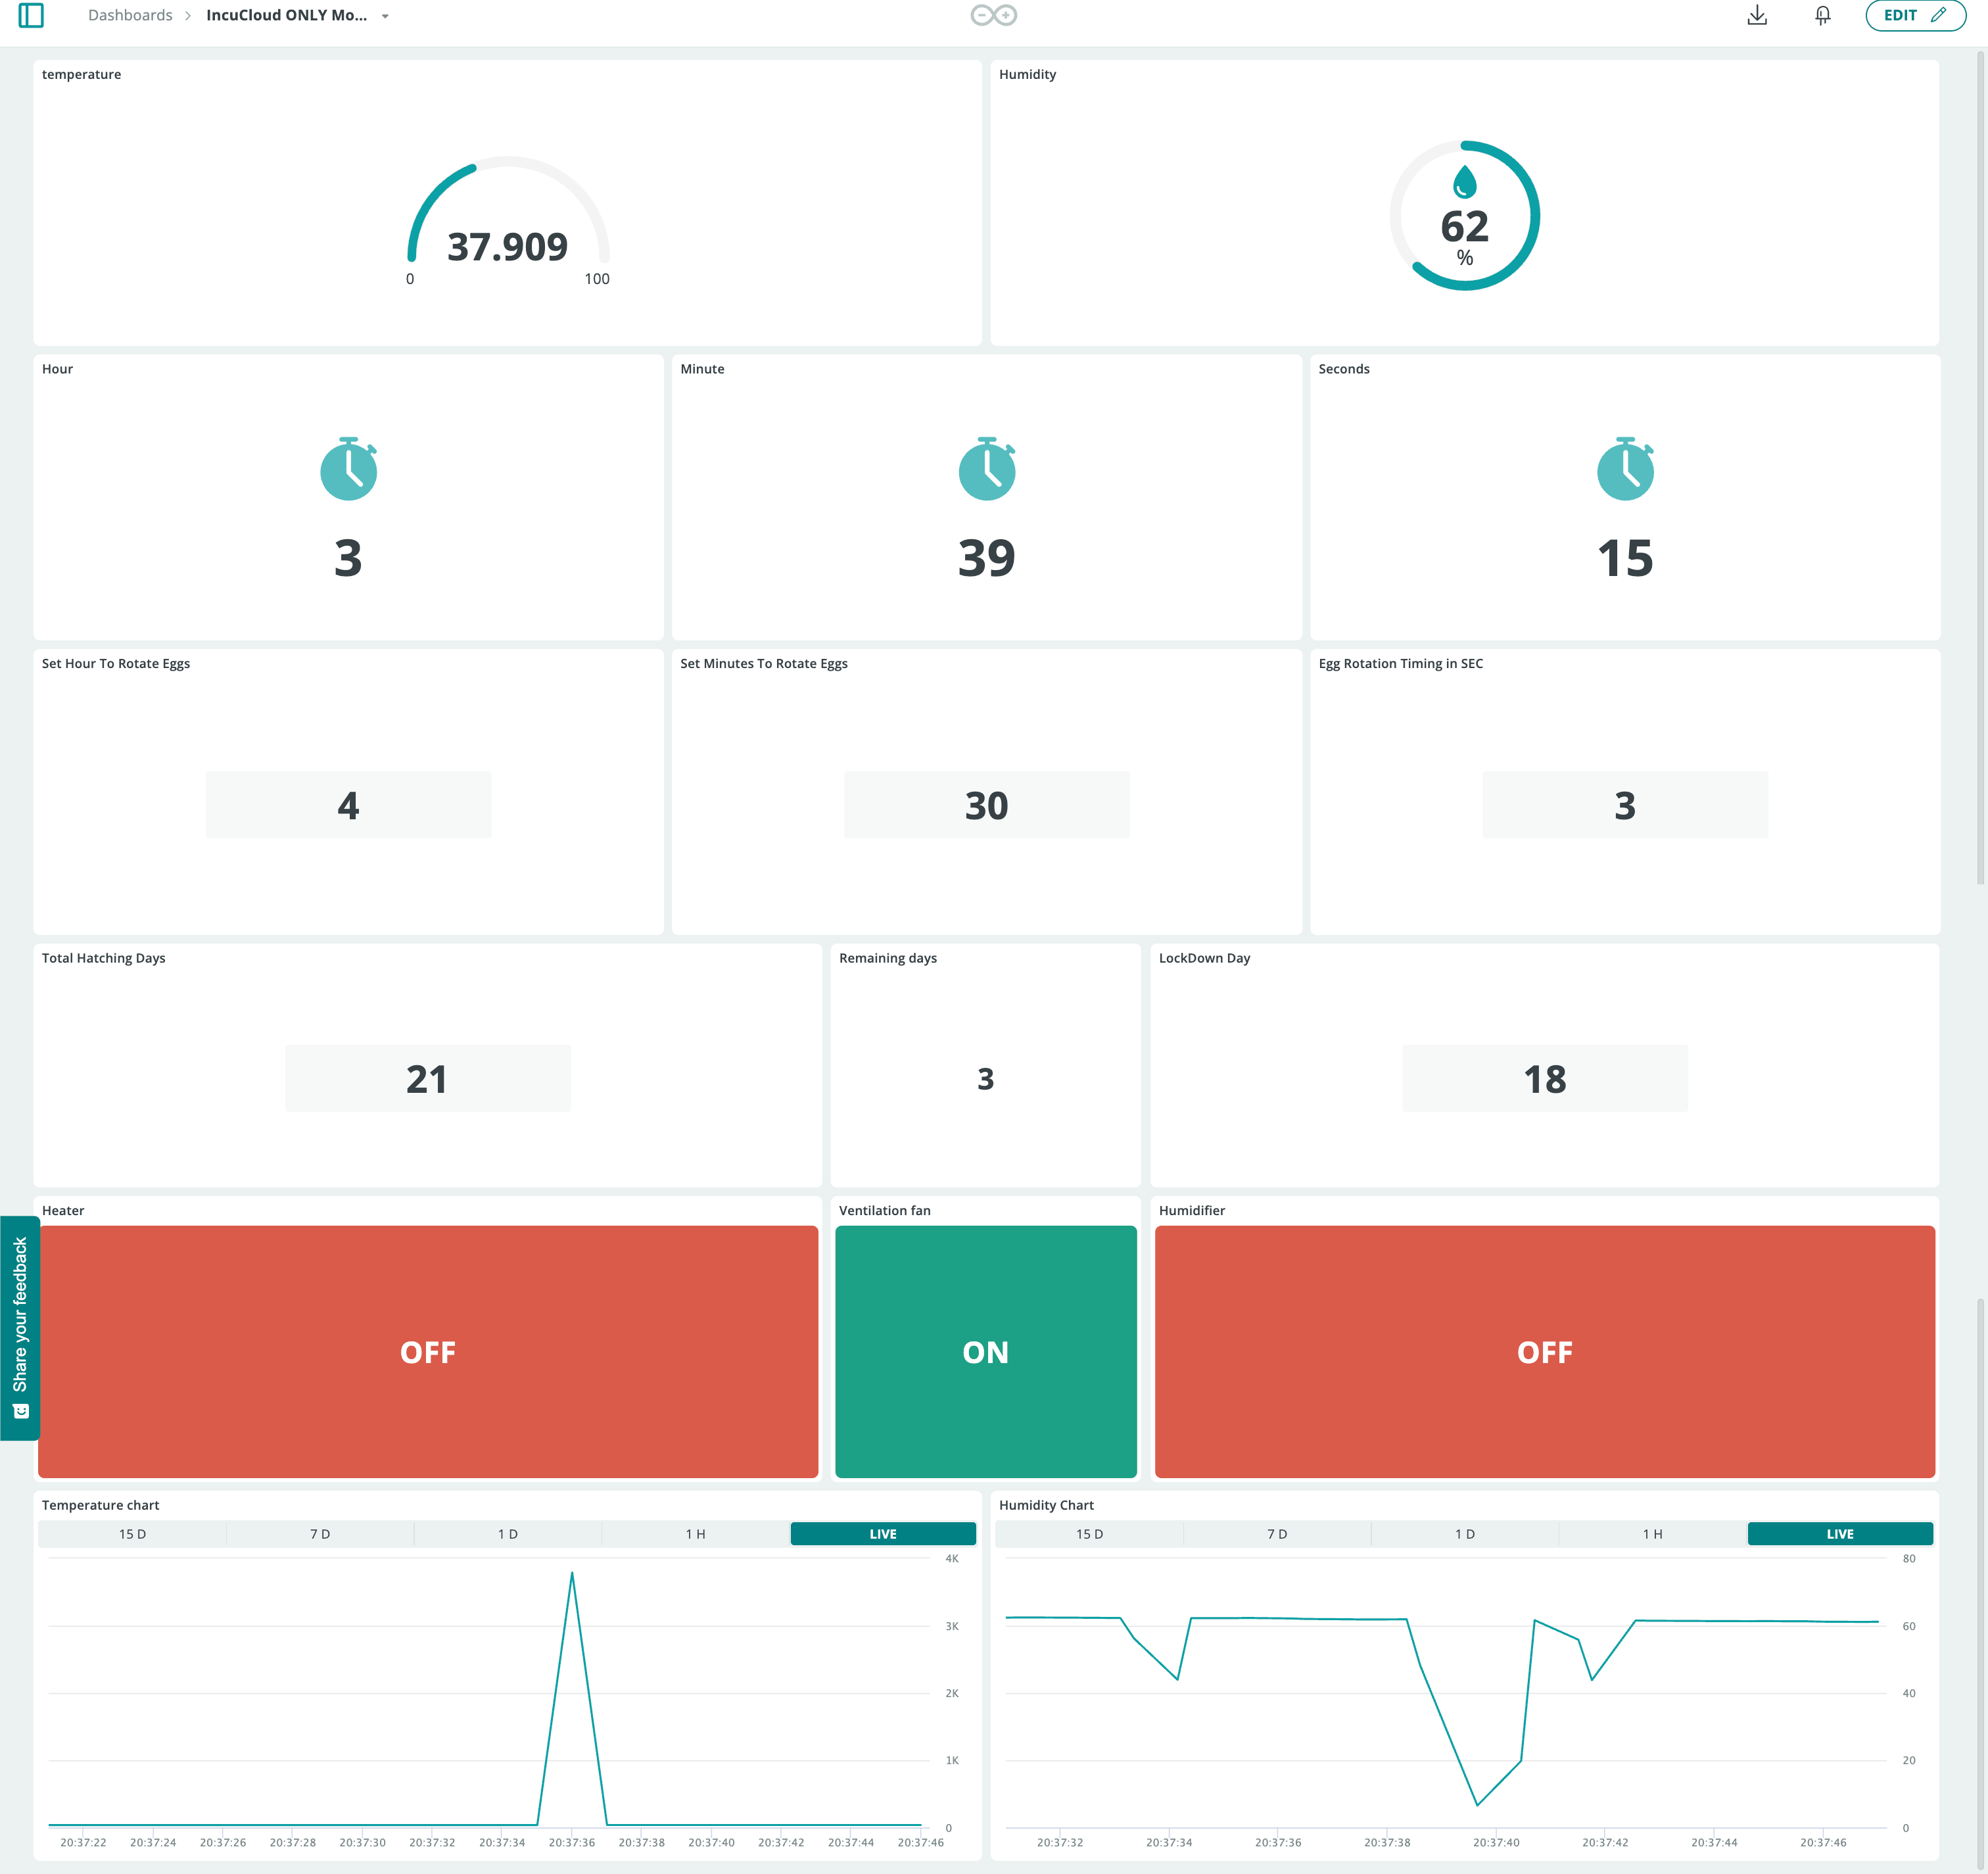 Dashboards > IncuCloud ONLY Mo...
EDIT
temperature
Humidity
37.909
0 100
62
%
Hour
Minute
Seconds
3
39
15
Set Hour To Rotate Eggs
Set Minutes To Rotate Eggs
Egg Rotation Timing in SEC
4
30
3
Total Hatching Days
Remaining days
LockDown Day
21
3
18
Heater
Ventilation fan
Humidifier
OFF
ON
OFF
Share your feedback
Temperature chart
15 D 7 D 1 D 1 H LIVE
4K
3K
2K
1K
0
20:37:22 20:37:24 20:37:26 20:37:28 20:37:30 20:37:32 20:37:34 20:37:36 20:37:38 20:37:40 20:37:42 20:37:44 20:37:46
Humidity Chart
15 D 7 D 1 D 1 H LIVE
80
60
40
20
0
20:37:32 20:37:34 20:37:36 20:37:38 20:37:40 20:37:42 20:37:44 20:37:46